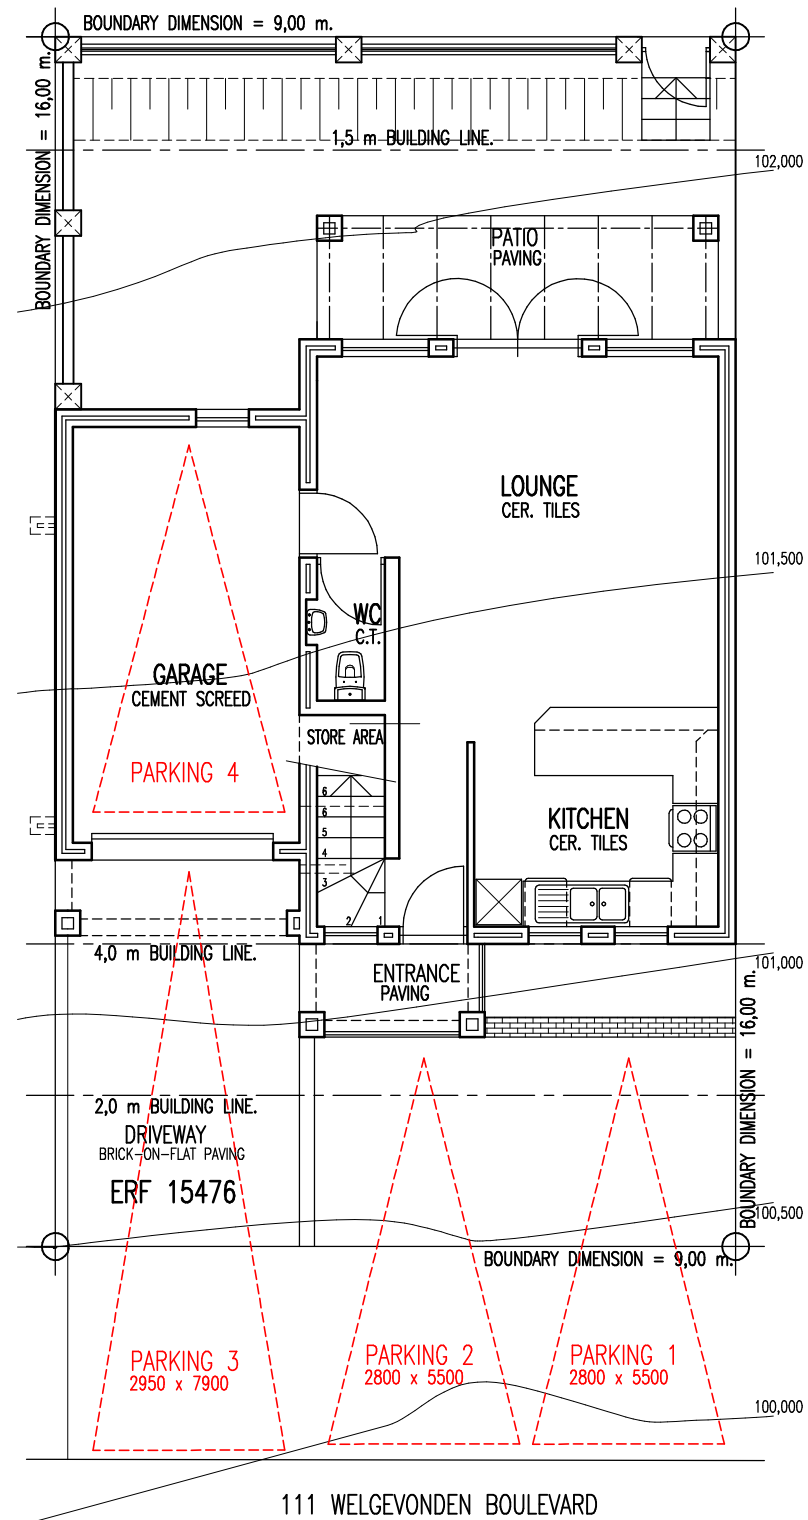 BOUNDARY DIMENSION = 9,00 m.
BOUNDARY DIMENSION = 16,00 m.
1,5 m BUILDING LINE.
102,000
PATIO
PAVING
LOUNGE
CER. TILES
101,500
WC
C.T.
GARAGE
CEMENT SCREED
STORE AREA
PARKING 4
6
6
5
4
3
2
1
KITCHEN
CER. TILES
4,0 m BUILDING LINE.
ENTRANCE
PAVING
101,000
BOUNDARY DIMENSION = 16,00 m.
2,0 m BUILDING LINE.
DRIVEWAY
BRICK-ON-FLAT PAVING
ERF 15476
100,500
BOUNDARY DIMENSION = 9,00 m.
PARKING 3
2950 x 7900
PARKING 2
2800 x 5500
PARKING 1
2800 x 5500
100,000
111 WELGEVONDEN BOULEVARD